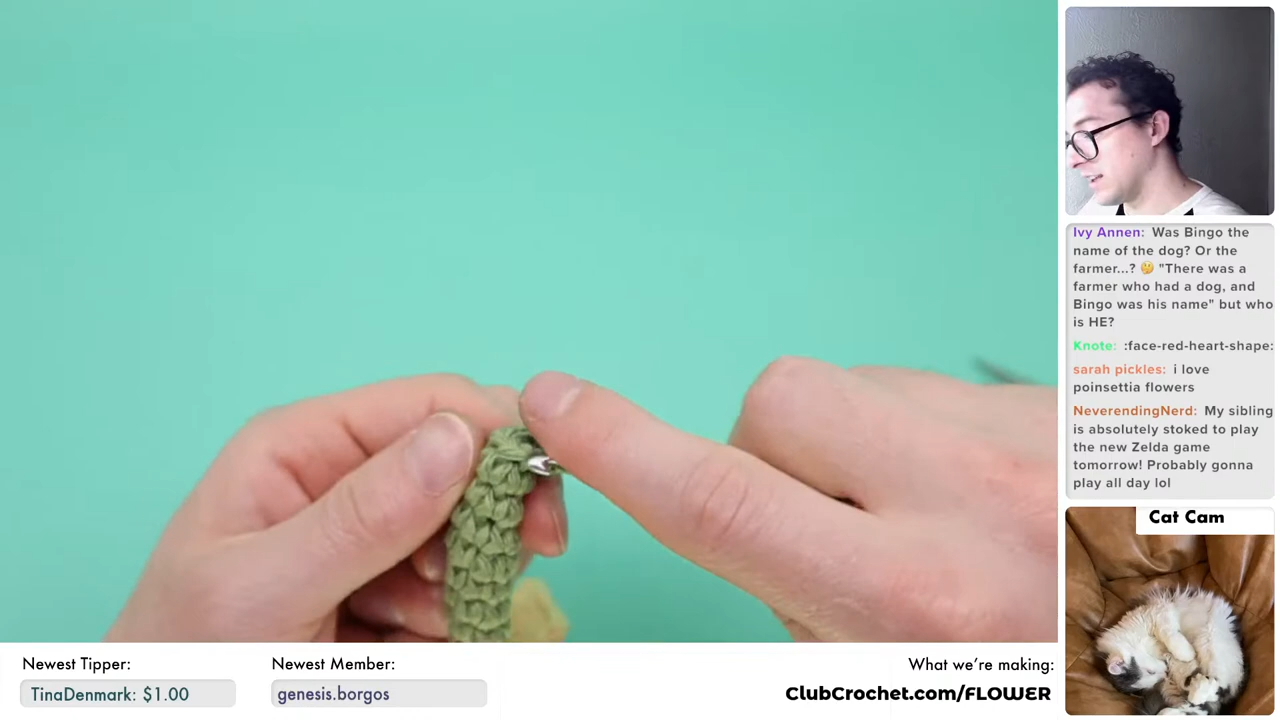 Ivy Annen: Was Bingo the
name of the dog? Or the
farmer...? 🤔 "There was a
farmer who had a dog, and
Bingo was his name" but who
is HE?
Knote: :face-red-heart-shape:
sarah pickles: i love
poinsettia flowers
NeverendingNerd: My sibling
is absolutely stoked to play
the new Zelda game
tomorrow! Probably gonna
play all day lol
Cat Cam
Newest Tipper:
TinaDenmark: $1.00
Newest Member:
genesis.borgos
What we're making:
ClubCrochet.com/FLOWER